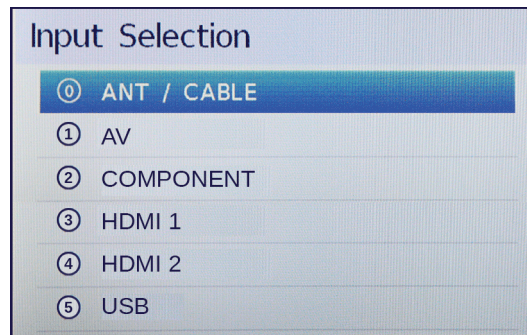 Input Selection
0 ANT / CABLE
1 AV
2 COMPONENT
3 HDMI 1
4 HDMI 2
5 USB